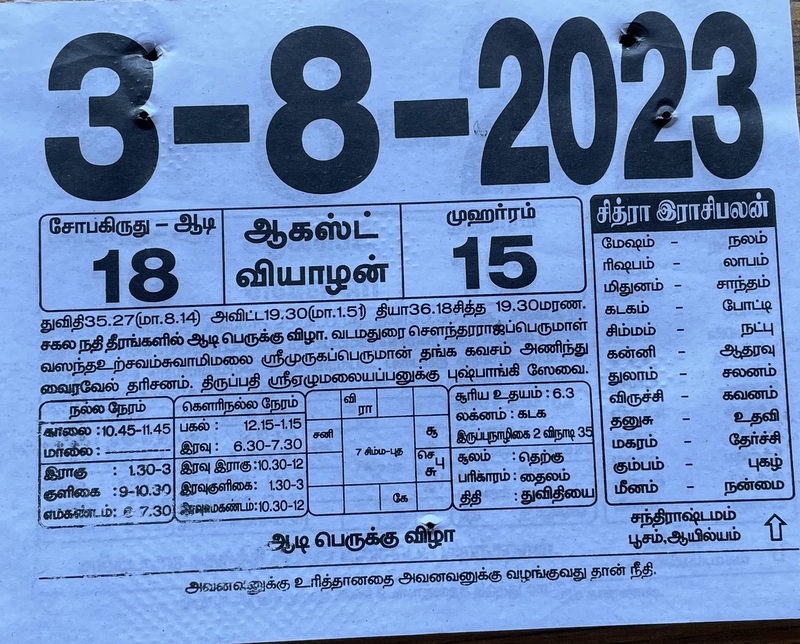 3-8-2023
சோபகிருது - ஆடி
18
ஆகஸ்ட்
வியாழன்
முஹர்ரம்
15
துவிதி35.27(மா.8.14) அவிட்ட19.30(மா.1.51) தியா36.18சித்த 19.30மரண.
சகல நதி தீரங்களில் ஆடி பெருக்கு விழா. வடமதுரை சௌந்தரராஜப்பெருமாள்
வஸந்தஉற்சவம்சுவாமிமலை ஸ்ரீமுருகப்பெருமான் தங்க கவசம் அணிந்து
வைரவேல் தரிசனம். திருப்பதி ஸ்ரீஏழுமலையப்பனுக்கு புஷ்பாங்கி சேவை.
நல்ல நேரம்
காலை: 10.45-11.45
மாலை: ------------
இராகு : 1.30-3
குளிகை: 9-10.30
எமகண்டம்: 6 7.30
கௌரிநல்ல நேரம்
பகல் : 12.15-1.15
இரவு : 6.30-7.30
இரவு இராகு:10.30-12
இரவுகுளிகை: 1.30-3
இரவுஎமகண்டம்:10.30-12
வி
ரா
சனி
சூ
7 சிம்ம-புத
செ பு
சு
கே
சூரிய உதயம் : 6.3
லக்னம் : கடக
இருப்புநாழிகை 2 விநாடி 35
சூலம் : தெற்கு
பரிகாரம் : தைலம்
திதி : துவிதியை
சித்ரா இராசிபலன்
மேஷம் - நலம்
ரிஷபம் - லாபம்
மிதுனம் - சாந்தம்
கடகம் - போட்டி
சிம்மம் - நட்பு
கன்னி - ஆதரவு
துலாம் - சலனம்
விருச்சி - கவனம்
தனுசு - உதவி
மகரம் - தேர்ச்சி
கும்பம் - புகழ்
மீனம் - நன்மை
சந்திராஷ்டமம்
பூசம்,ஆயில்யம்
ஆடி பெருக்கு விழா
அவனவனுக்கு உரித்தானதை அவனவனுக்கு வழங்குவது தான் நீதி.